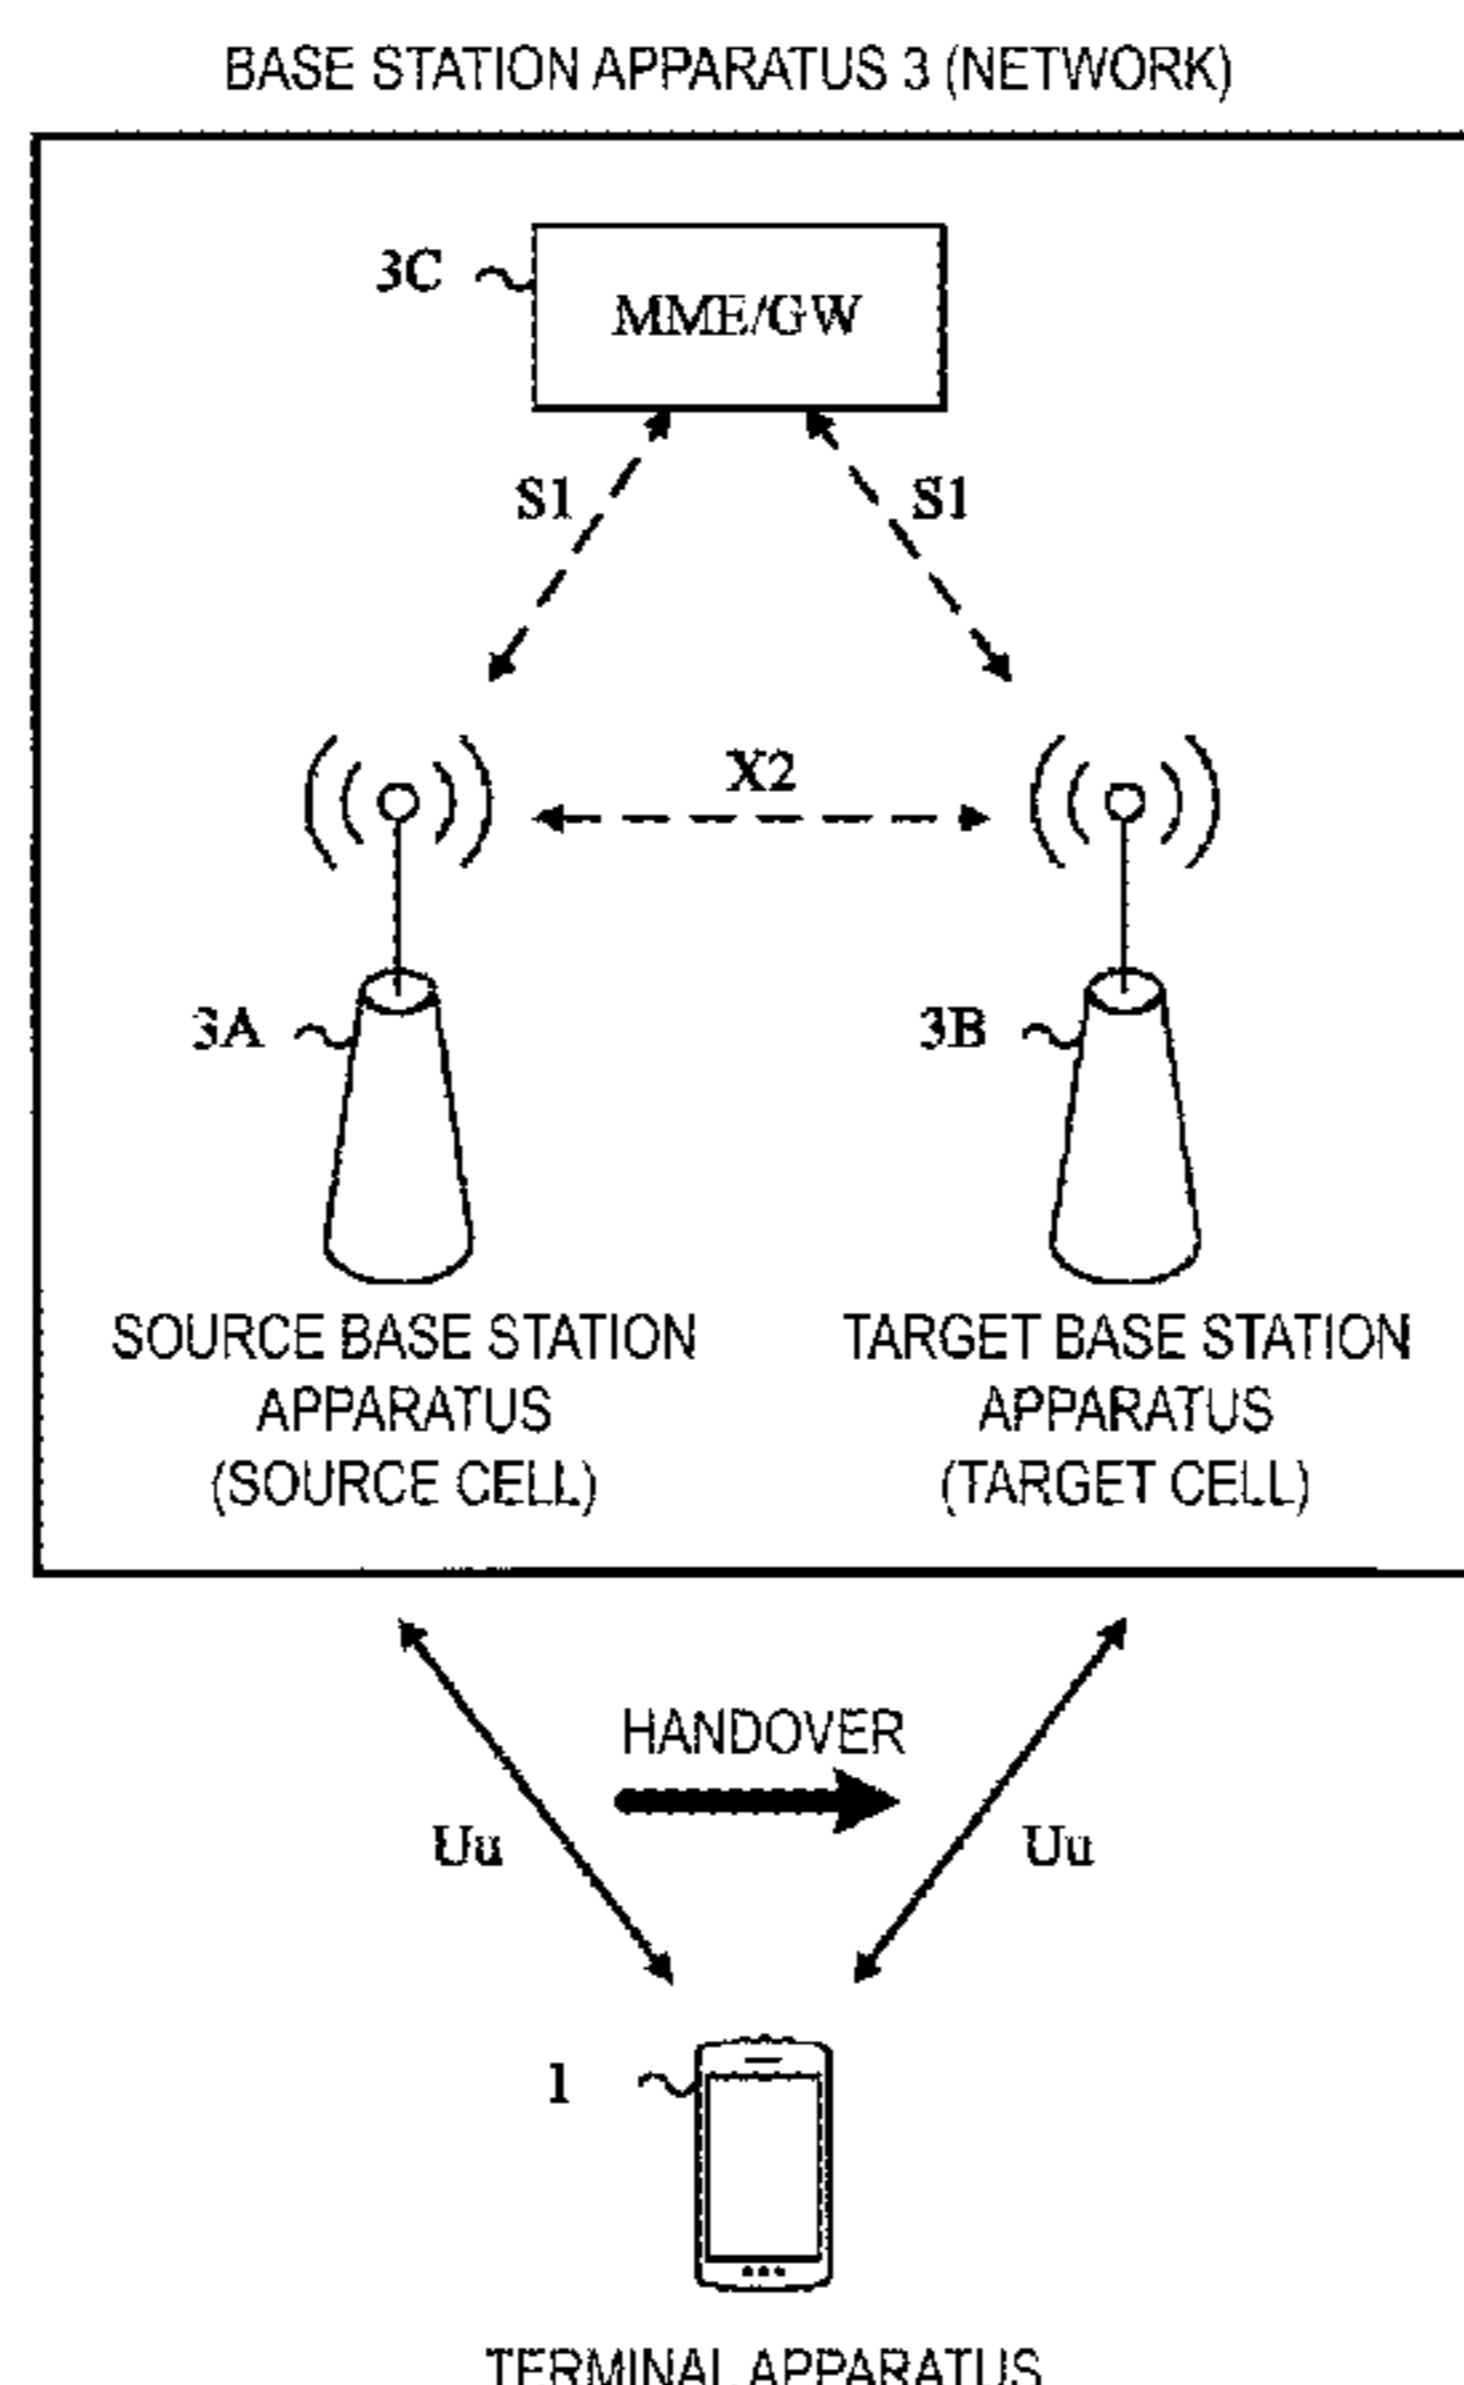 BASE STATION APPARATUS 3 (NETWORK)
3C
MME/GW
S1
S1
X2
3A
3B
SOURCE BASE STATION
APPARATUS
(SOURCE CELL)
TARGET BASE STATION
APPARATUS
(TARGET CELL)
HANDOVER
Uu
Uu
1
TERMINAL APPARATUS